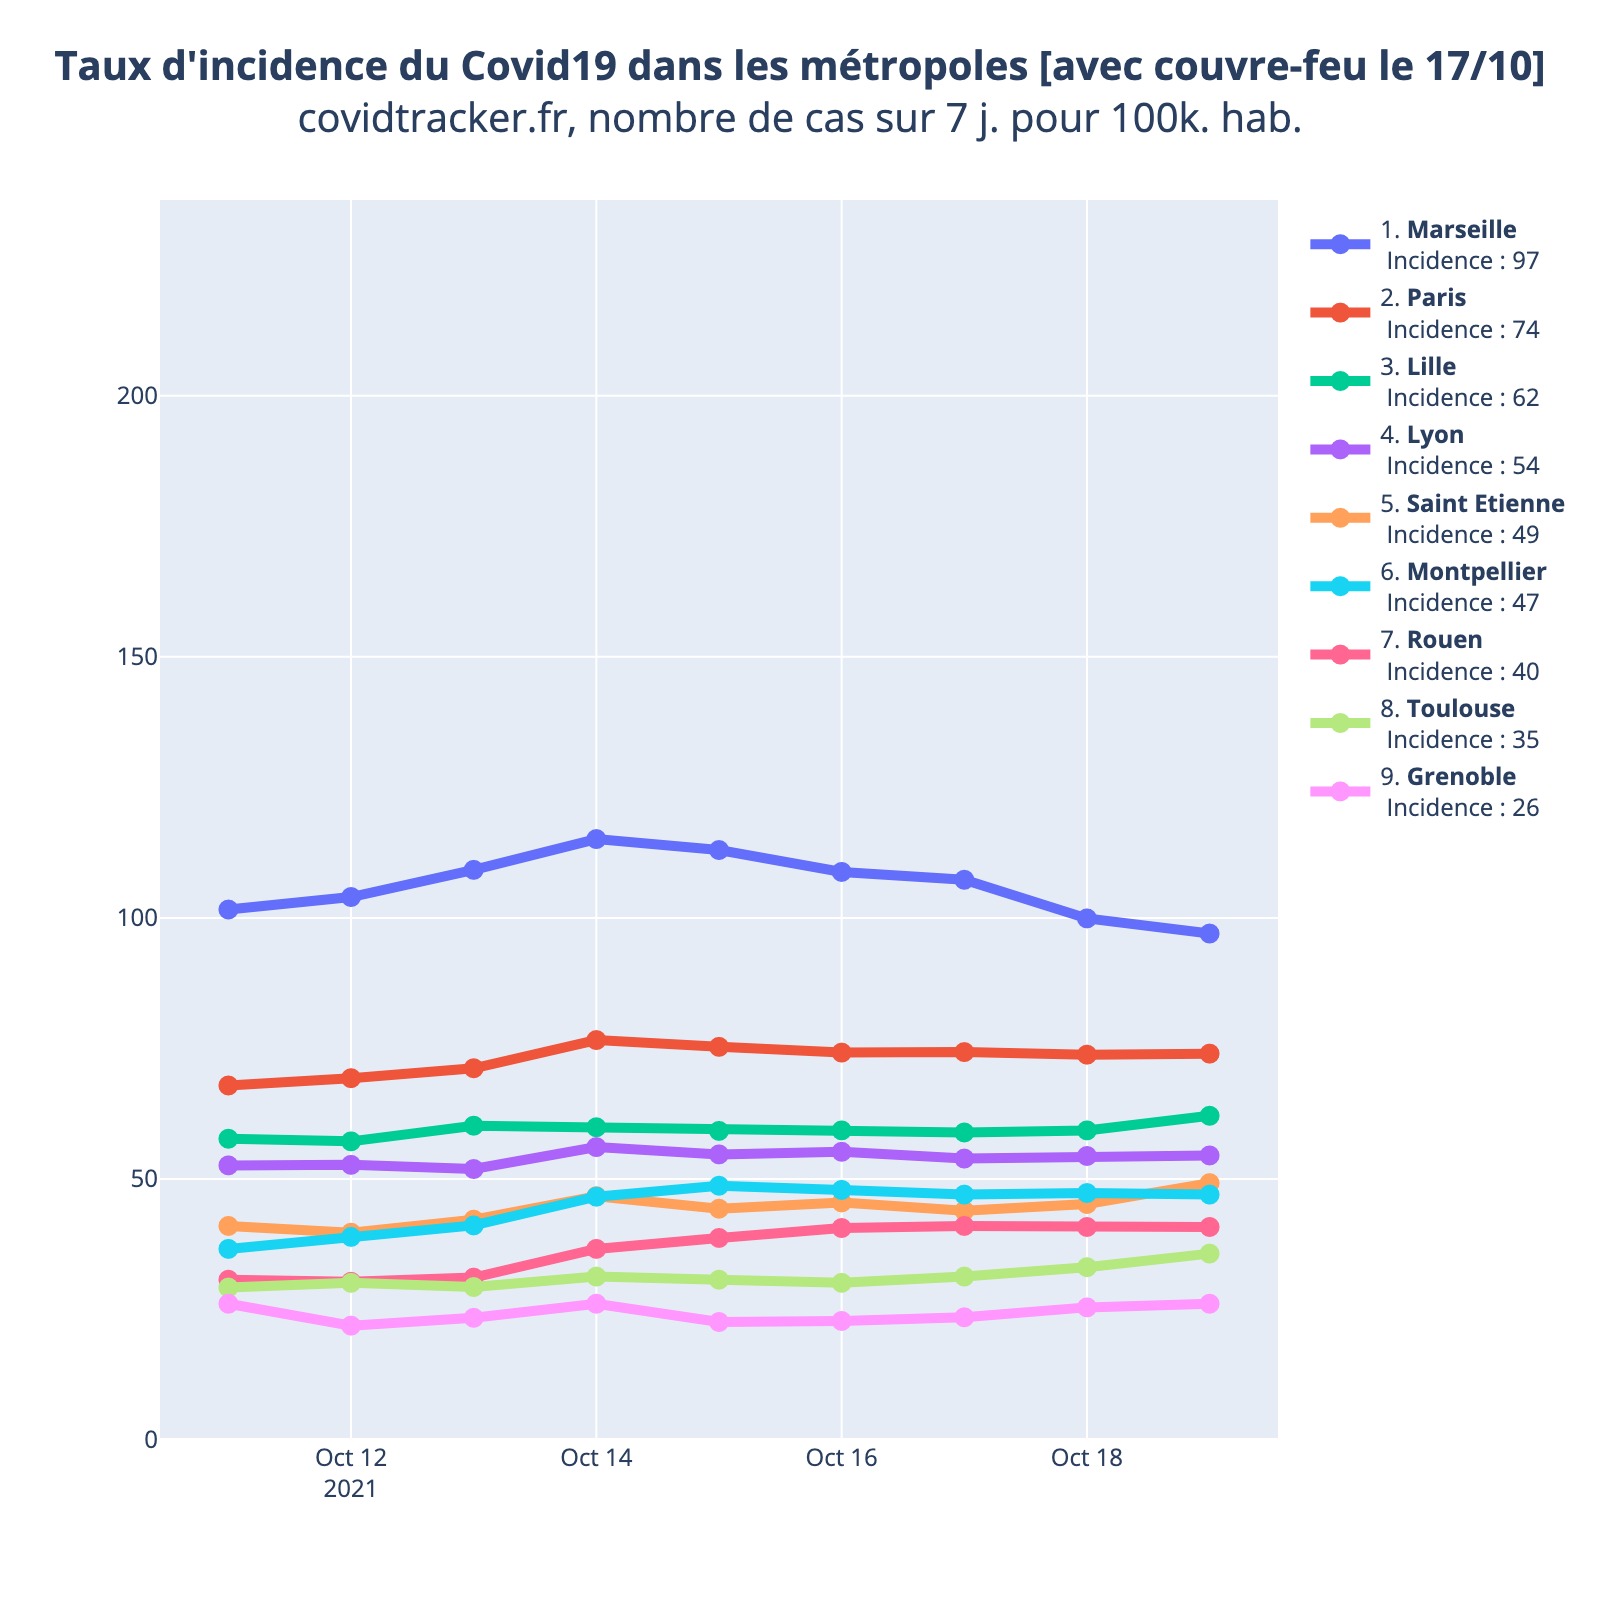 Taux d'incidence du Covid19 dans les métropoles [avec couvre-feu le 17/10]
covidtracker.fr, nombre de cas sur 7 j. pour 100k. hab.
200
150
100
50
0
Oct 12
2021
Oct 14
Oct 16
Oct 18
1. Marseille
Incidence : 97
2. Paris
Incidence : 74
3. Lille
Incidence : 62
4. Lyon
Incidence : 54
5. Saint Etienne
Incidence : 49
6. Montpellier
Incidence : 47
7. Rouen
Incidence : 40
8. Toulouse
Incidence : 35
9. Grenoble
Incidence : 26